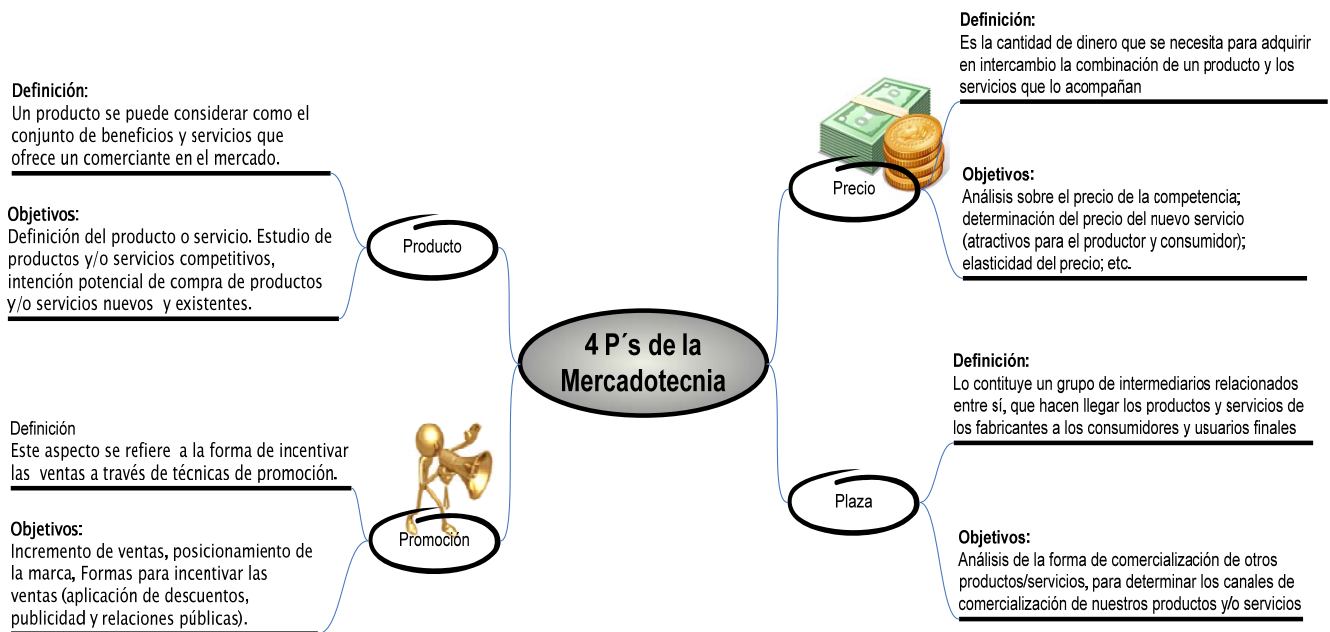 4 P´s de la
Mercadotecnia
Producto
Definición:
Un producto se puede considerar como el
conjunto de beneficios y servicios que
ofrece un comerciante en el mercado.
Objetivos:
Definición del producto o servicio. Estudio de
productos y/o servicios competitivos,
intención potencial de compra de productos
y/o servicios nuevos y existentes.
Promoción
Definición
Este aspecto se refiere a la forma de incentivar
las ventas a través de técnicas de promoción.
Objetivos:
Incremento de ventas, posicionamiento de
la marca, Formas para incentivar las
ventas (aplicación de descuentos,
publicidad y relaciones públicas).
Precio
Definición:
Es la cantidad de dinero que se necesita para adquirir
en intercambio la combinación de un producto y los
servicios que lo acompañan
Objetivos:
Análisis sobre el precio de la competencia;
determinación del precio del nuevo servicio
(atractivos para el productor y consumidor);
elasticidad del precio; etc.
Plaza
Definición:
Lo contituye un grupo de intermediarios relacionados
entre sí, que hacen llegar los productos y servicios de
los fabricantes a los consumidores y usuarios finales
Objetivos:
Análisis de la forma de comercialización de otros
productos/servicios, para determinar los canales de
comercialización de nuestros productos y/o servicios